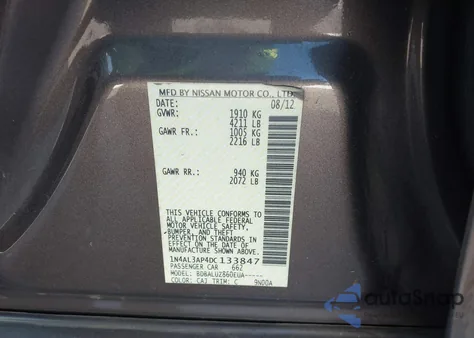 MFD BY NISSAN MOTOR CO., LTD.
DATE: 08/12
GVWR: 1910 KG
4211 LB
GAWR FR: 1005 KG
2216 LB
GAWR RR: 940 KG
2072 LB
THIS VEHICLE CONFORMS TO ALL
APPLICABLE FEDERAL
MOTOR VEHICLE SAFETY,
BUMPER, AND THEFT
PREVENTION STANDARDS IN EFFECT
ON THE DATE OF MANUFACTURE
SHOWN ABOVE.
1N4AL3AP4DC133847
PASSENGER CAR 662
MODEL:
COLOR: CAJ TRIM: C 9N00A
AutoSnap